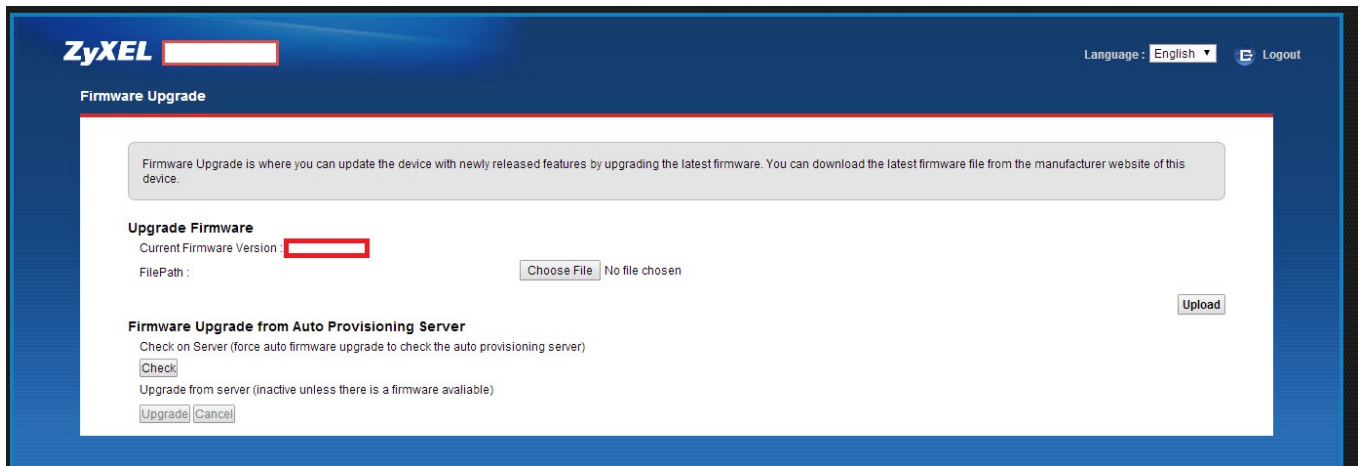 ZyXEL
Language : English
Logout
Firmware Upgrade
Firmware Upgrade is where you can update the device with newly released features by upgrading the latest firmware. You can download the latest firmware file from the manufacturer website of this
device.
Upgrade Firmware
Current Firmware Version :
FilePath : Choose File No file chosen
Upload
Firmware Upgrade from Auto Provisioning Server
Check on Server (force auto firmware upgrade to check the auto provisioning server)
Check
Upgrade from server (inactive unless there is a firmware avaliable)
Upgrade Cancel